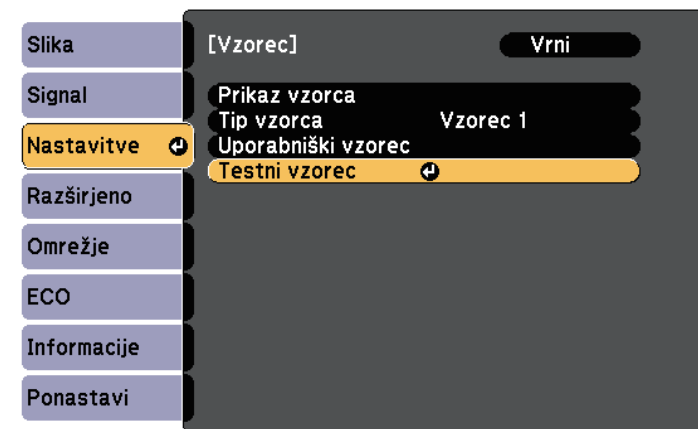 Slika
Signal
Nastavitve
Razširjeno
Omrežje
ECO
Informacije
Ponastavi
[Vzorec]
Vrni
Prikaz vzorca
Tip vzorca Vzorec 1
Uporabniški vzorec
Testni vzorec